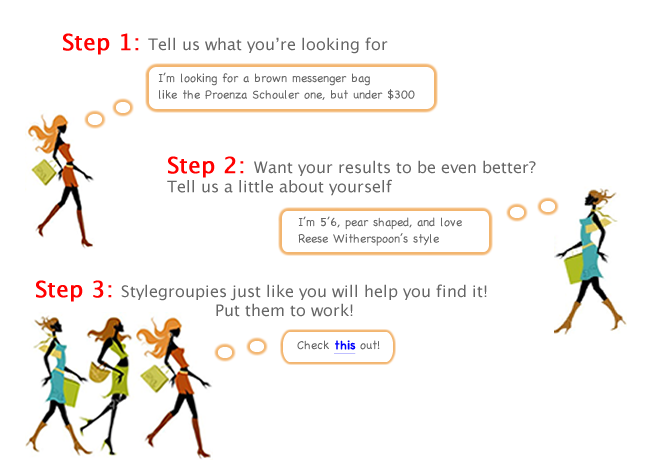 Step 1: Tell us what you’re looking for
I’m looking for a brown messenger bag
like the Proenza Schouler one, but under $300
Step 2: Want your results to be even better?
Tell us a little about yourself
I’m 5’6, pear shaped, and love
Reese Witherspoon’s style
Step 3: Stylegroupies just like you will help you find it!
Put them to work!
Check this out!